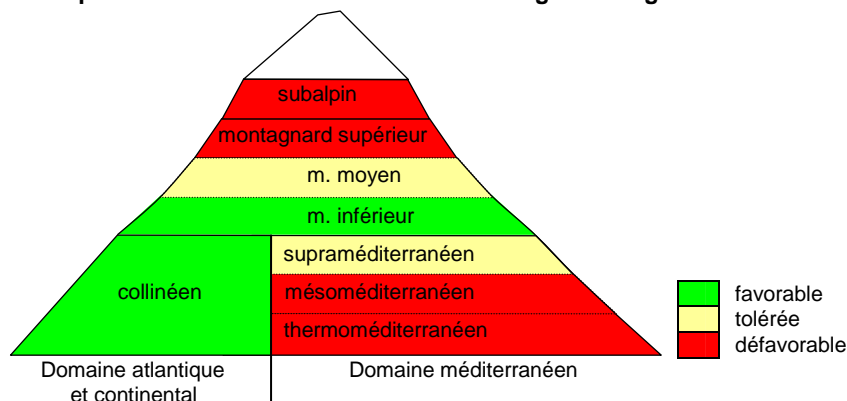 subalpin
montagnard supérieur
m. moyen
m. inférieur
supraméditerranéen
collinéen
mésoméditerranéen
thermoméditerranéen
favorable
tolérée
défavorable
Domaine atlantique
et continental
Domaine méditerranéen